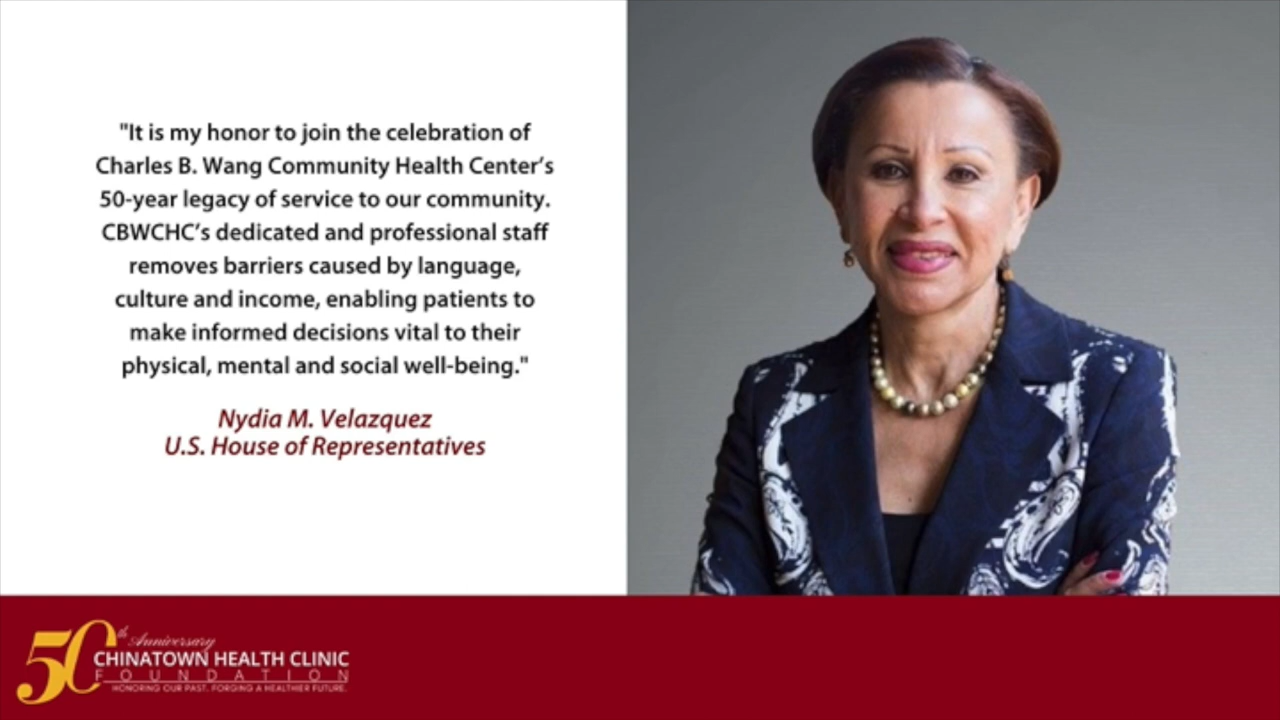 "It is my honor to join the celebration of
Charles B. Wang Community Health Center's
50-year legacy of service to our community.
CBWCHC's dedicated and professional staff
removes barriers caused by language,
culture and income, enabling patients to
make informed decisions vital to their
physical, mental and social well-being."
Nydia M. Velazquez
U.S. House of Representatives
50th Anniversary
CHINATOWN HEALTH CLINIC
FOUNDATION
HONORING OUR PAST. FORGING A HEALTHIER FUTURE.